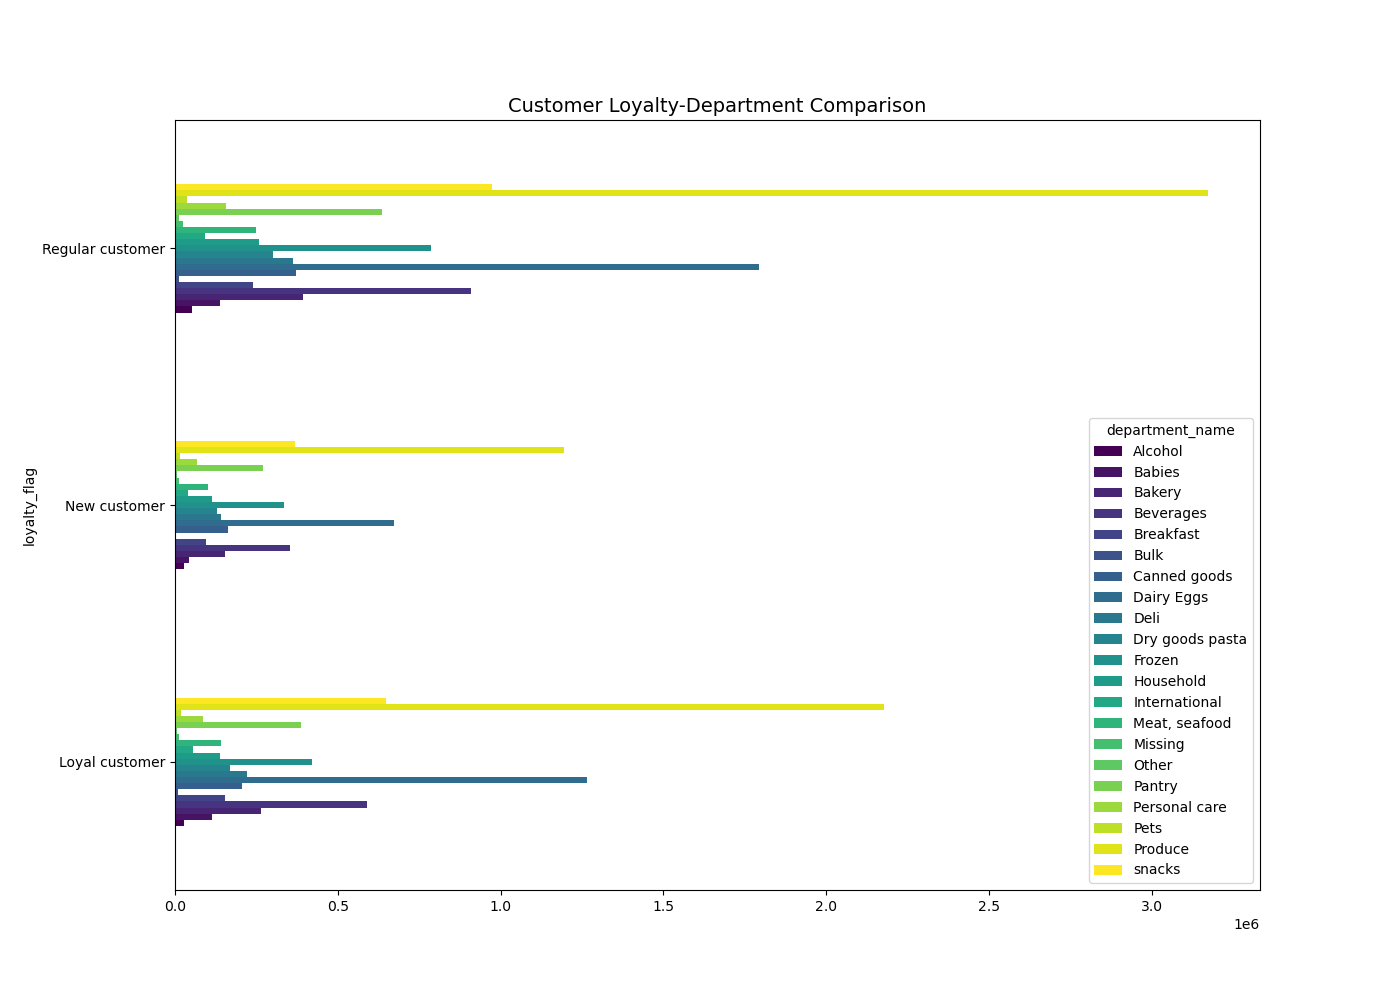 Customer Loyalty-Department Comparison
Regular customer
New customer
Loyal customer
loyalty_flag
department_name
Alcohol
Babies
Bakery
Beverages
Breakfast
Bulk
Canned goods
Dairy Eggs
Deli
Dry goods pasta
Frozen
Household
International
Meat, seafood
Missing
Other
Pantry
Personal care
Pets
Produce
snacks
0.0 0.5 1.0 1.5 2.0 2.5 3.0
1e6